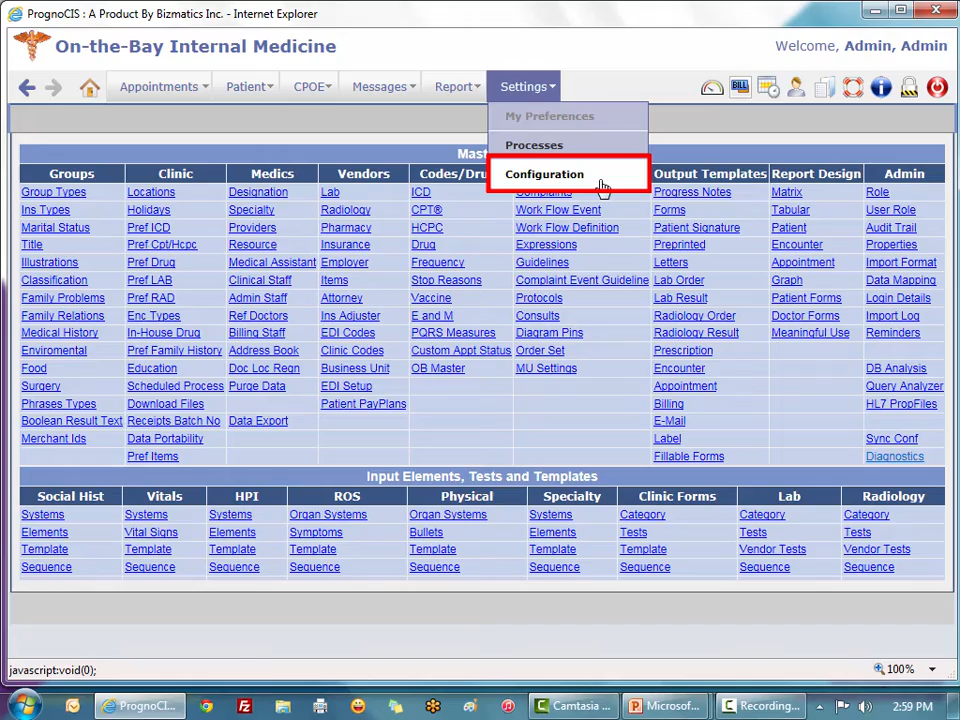 PrognoCIS : A Product By Bizmatics Inc. - Internet Explorer
On-the-Bay Internal Medicine
Welcome, Admin, Admin
Appointments Patient CPOE Messages Report Settings
BILL
My Preferences
Processes
Configuration
Mas
Groups Clinic Medics Vendors Codes/Dru Output Templates Report Design Admin
Group Types Locations Designation Lab ICD Complaints Progress Notes Matrix Role
Ins Types Holidays Specialty Radiology CPT® Work Flow Event Forms Tabular User Role
Marital Status Pref ICD Providers Pharmacy HCPC Work Flow Definition Patient Signature Patient Audit Trail
Title Pref Cpt/Hcpc Resource Insurance Drug Expressions Preprinted Encounter Properties
Illustrations Pref Drug Medical Assistant Employer Frequency Guidelines Letters Appointment Import Format
Classification Pref LAB Clinical Staff Items Stop Reasons Complaint Event Guideline Lab Order Graph Data Mapping
Family Problems Pref RAD Admin Staff Attorney Vaccine Protocols Lab Result Patient Forms Login Details
Family Relations Enc Types Ref Doctors Ins Adjuster E and M Consults Radiology Order Doctor Forms Import Log
Medical History In-House Drug Billing Staff EDI Codes PQRS Measures Diagram Pins Radiology Result Meaningful Use Reminders
Enviromental Pref Family History Address Book Clinic Codes Custom Appt Status Order Set Prescription
Food Education Doc Loc Reqn Business Unit OB Master MU Settings Encounter DB Analysis
Surgery Scheduled Process Purge Data EDI Setup Appointment Query Analyzer
Phrases Types Download Files Patient PayPlans Billing HL7 PropFiles
Boolean Result Text Receipts Batch No Data Export E-Mail
Merchant Ids Data Portability Label Sync Conf
Pref Items Fillable Forms Diagnostics
Input Elements, Tests and Templates
Social Hist Vitals HPI ROS Physical Specialty Clinic Forms Lab Radiology
Systems Systems Systems Organ Systems Organ Systems Systems Category Category Category
Elements Vital Signs Elements Symptoms Bullets Elements Tests Tests Tests
Template Template Template Template Template Template Template Vendor Tests Vendor Tests
Sequence Sequence Sequence Sequence Sequence Sequence Sequence Sequence Sequence
javascript:void(0);
100%
PrognoCI... Camtasia ... Microsof... Recording... 2:59 PM